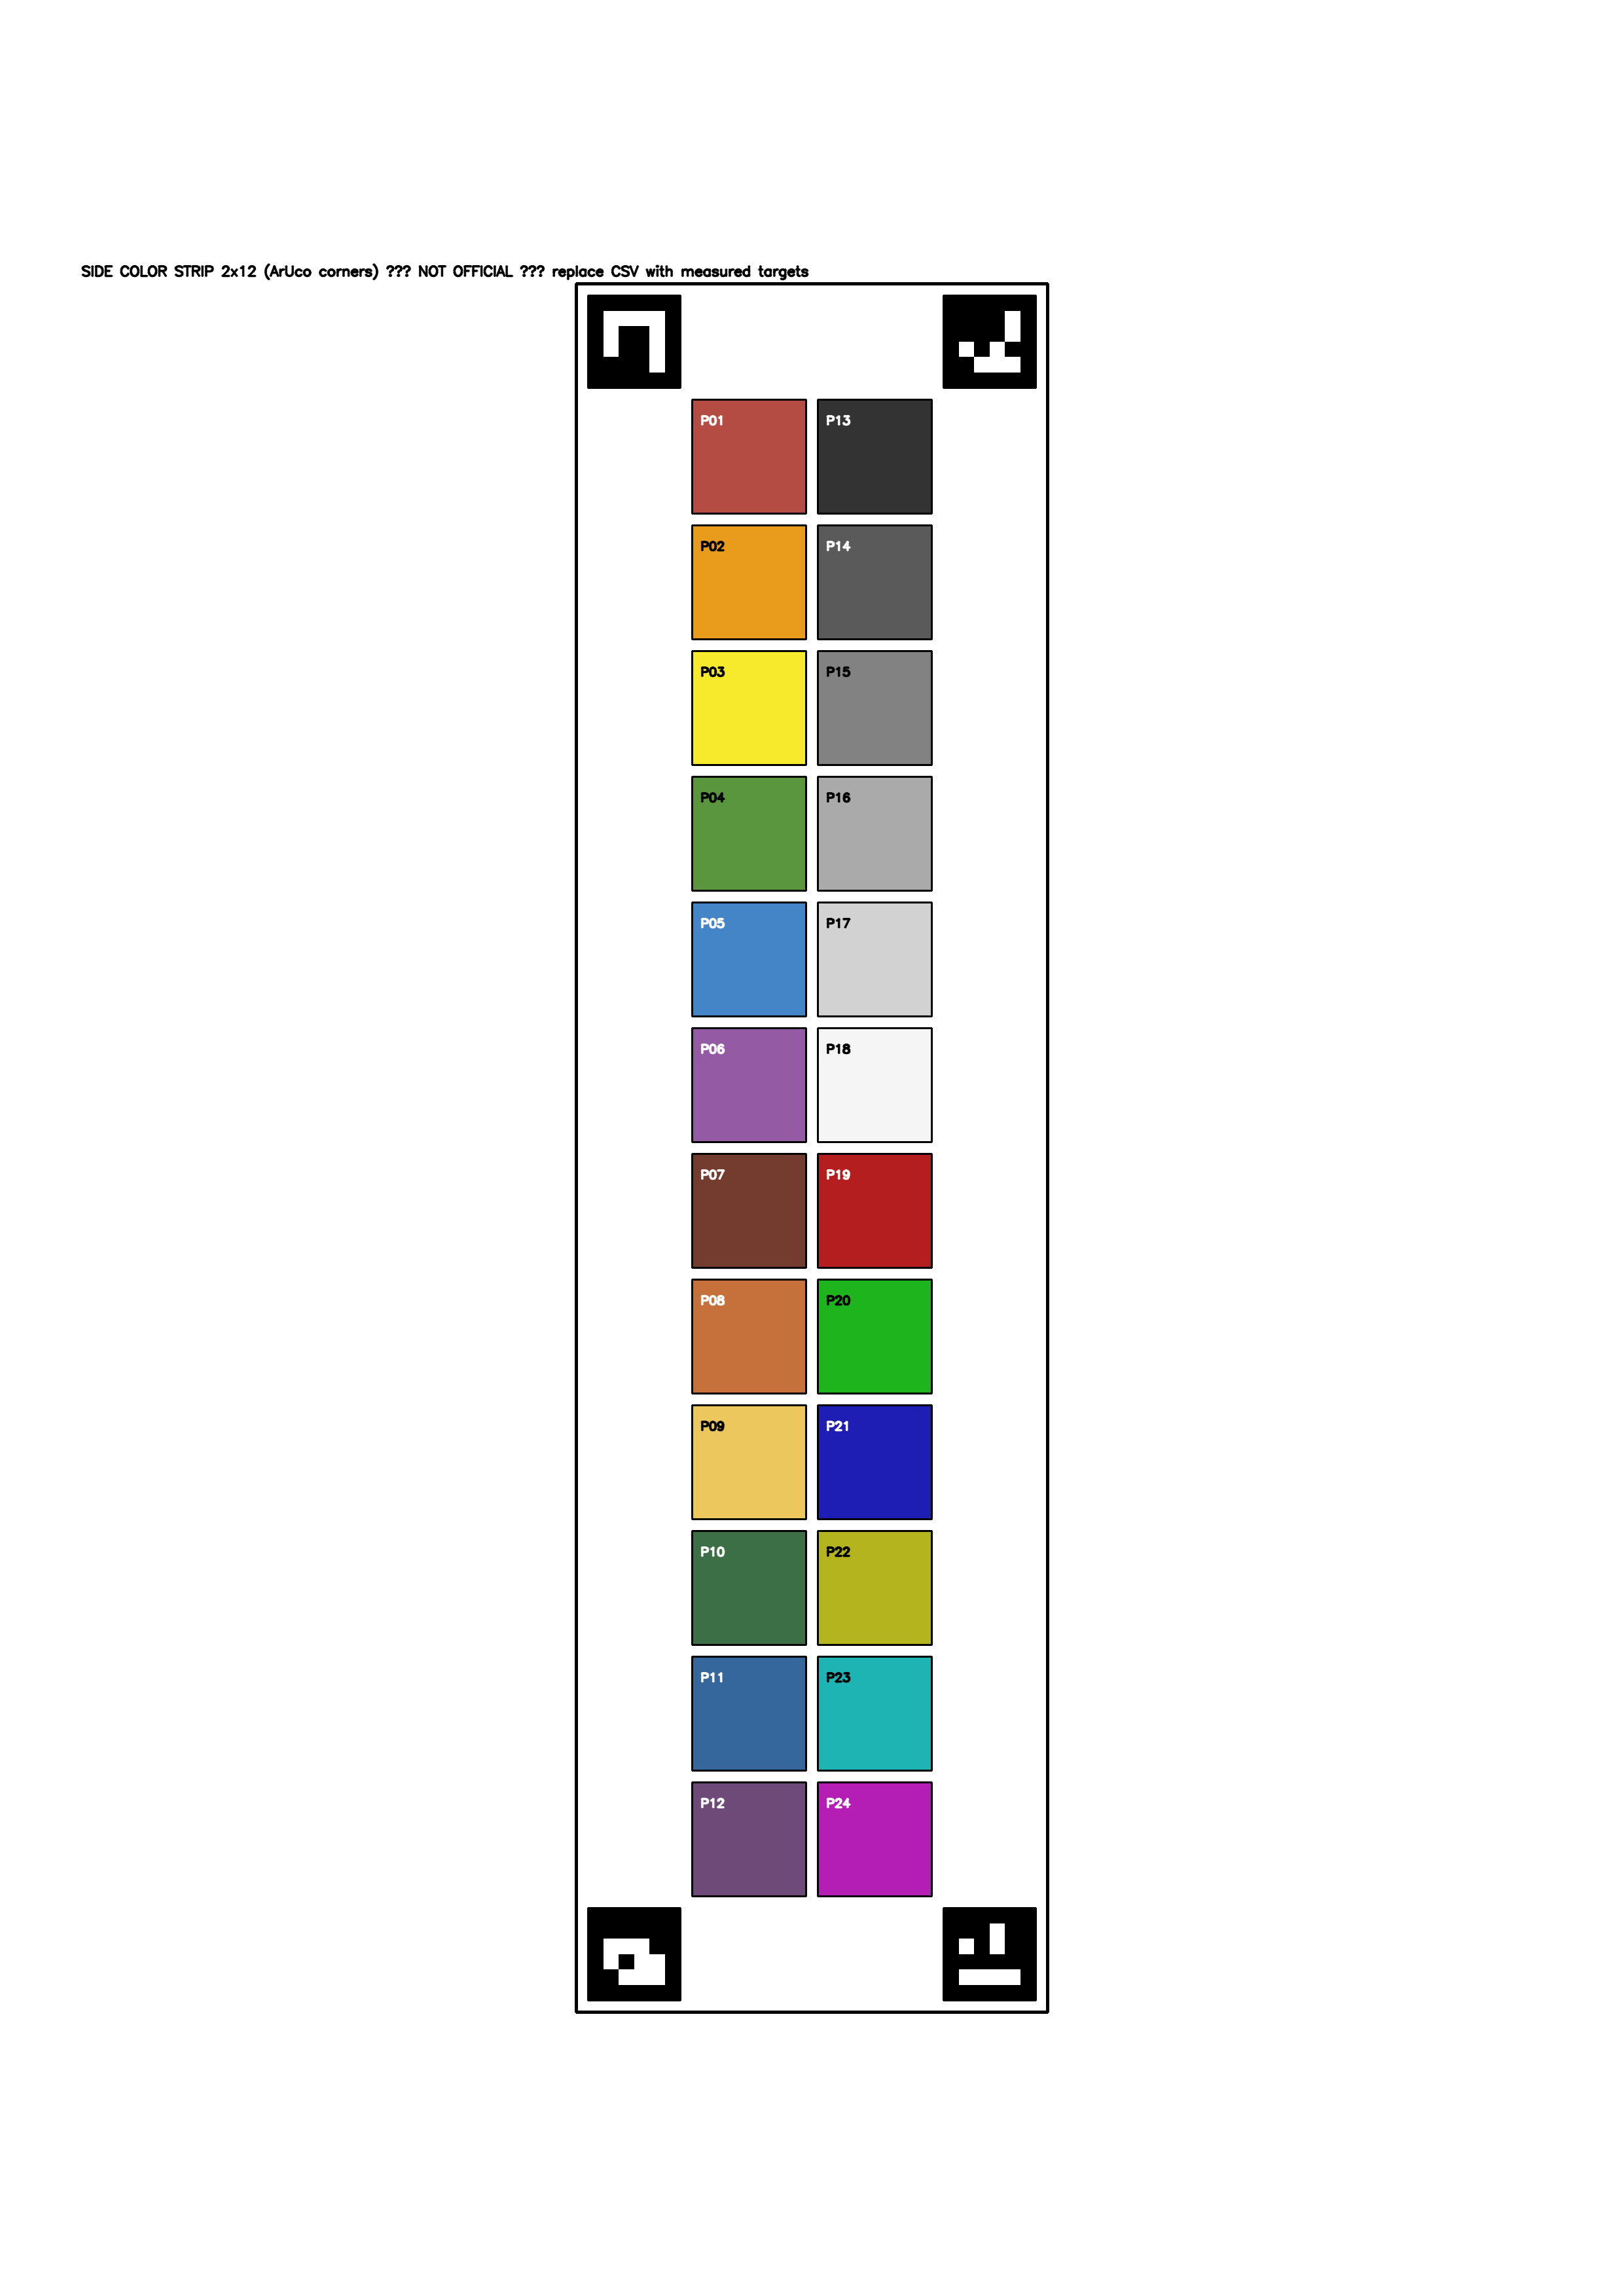 SIDE COLOR STRIP 2x12 (ArUco corners) ??? NOT OFFICIAL ??? replace CSV with measured targets
P01 P13
P02 P14
P03 P15
P04 P16
P05 P17
P06 P18
P07 P19
P08 P20
P09 P21
P10 P22
P11 P23
P12 P24